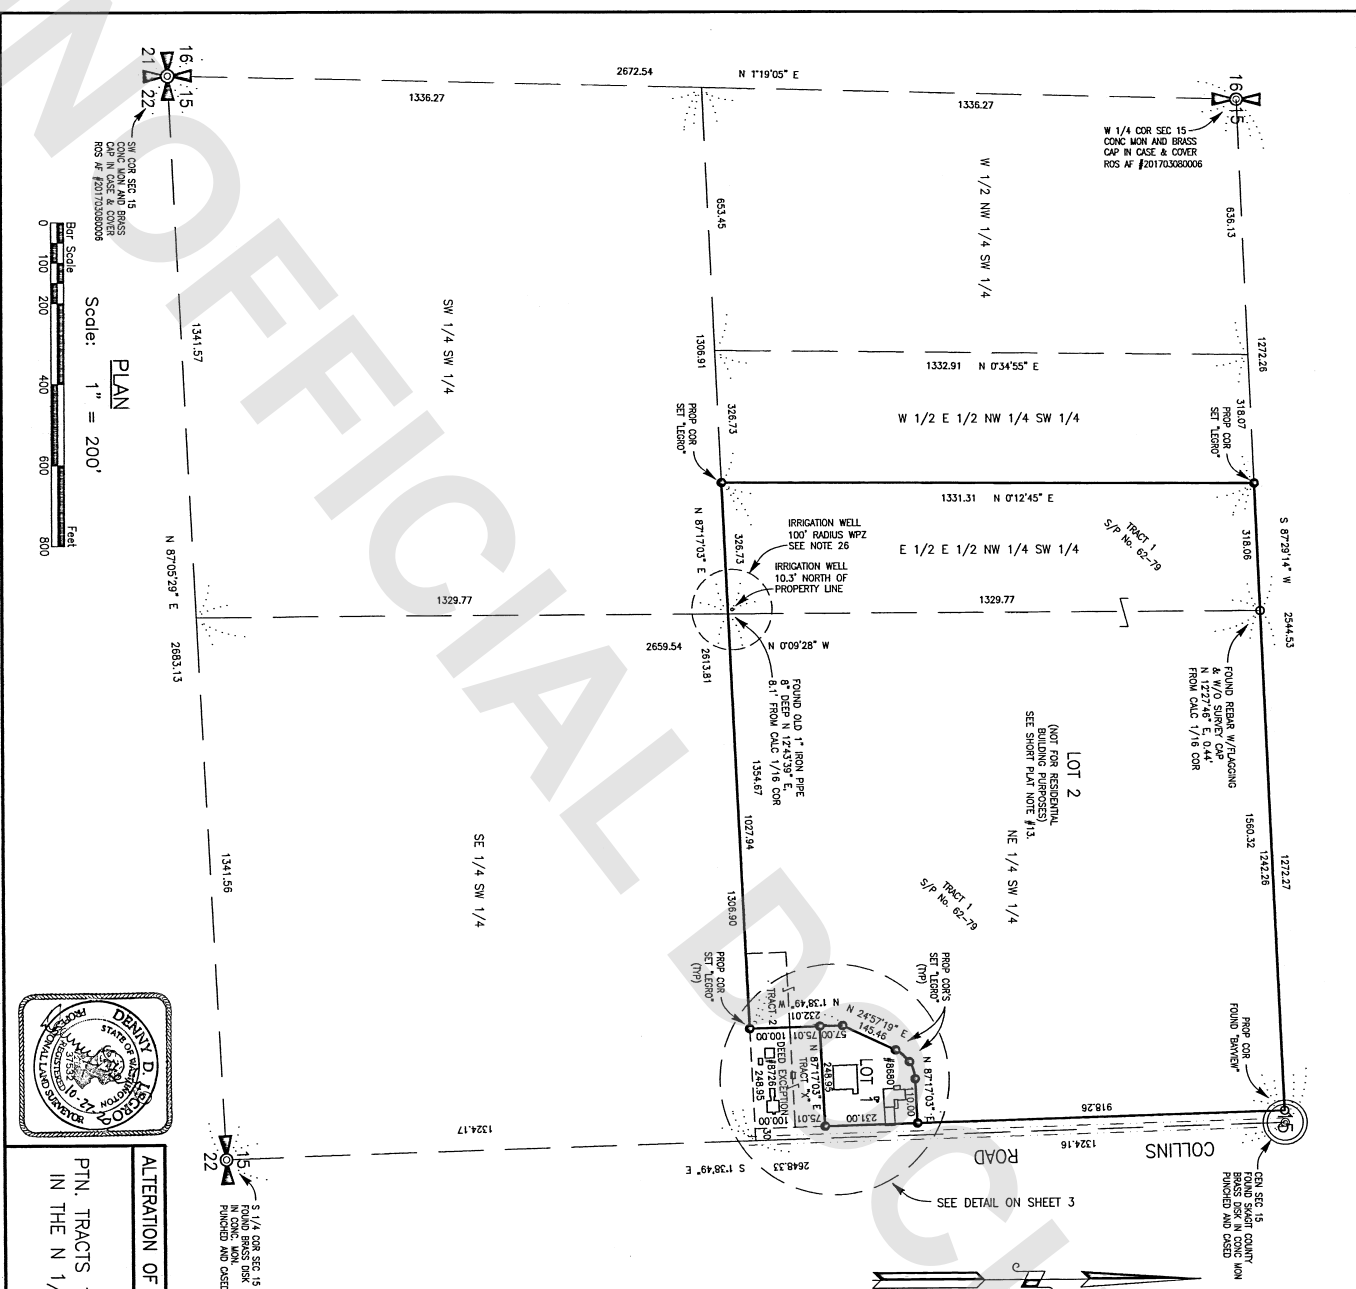 UNOFFICIAL DOC
16
15
21
22
SW COR SEC 15
CONC MON AND BRASS
CAP IN CASE & COVER
ROS AF #201703080006
2672.54
N 1°19'05" E
1336.27
1336.27
16
15
W 1/4 COR SEC 15
CONC MON AND BRASS
CAP IN CASE & COVER
ROS AF #201703080006
W 1/2 NW 1/4 SW 1/4
653.45
636.13
SW 1/4 SW 1/4
1341.57
1306.91
1272.26
1332.91 N 0°34'55" E
W 1/2 E 1/2 NW 1/4 SW 1/4
326.73
318.07
PROP COR
SET "LEGRO"
PROP COR
SET "LEGRO"
1331.31 N 0°12'45" E
E 1/2 E 1/2 NW 1/4 SW 1/4
TRACT 1
S/P No. 62-79
N 87°17'03" E
326.73
318.06
S 87°29'14" W
2544.53
IRRIGATION WELL
100' RADIUS WPZ
SEE NOTE 26
IRRIGATION WELL
10.3' NORTH OF
PROPERTY LINE
Bar Scale
0 100 200 400 600 800
Feet
Scale: 1" = 200'
PLAN
N 87°05'29" E
2683.13
1329.77
1329.77
2659.54
N 0°09'28" W
2613.81
FOUND OLD 1" IRON PIPE
8" DEEP N 12°43'39" E,
8.1' FROM CALC 1/16 COR
FOUND REBAR W/FLAGGING
& W/O SURVEY CAP
N 12°27'46" E, 0.44'
FROM CALC 1/16 COR
LOT 2
(NOT FOR RESIDENTIAL
BUILDING PURPOSES)
SEE SHORT PLAT NOTE #13.
1354.67
1027.94
1306.90
1560.32
1242.26
1272.27
NE 1/4 SW 1/4
SE 1/4 SW 1/4
1341.56
TRACT 1
S/P No. 62-79
PROP COR
SET "LEGRO"
(TYP)
PROP COR'S
SET "LEGRO"
(TYP)
PROP COR
FOUND "BAYVIEW"
TRACT 2
N 1°38'49" W
232.01
100.00
75.01
57.00
N 24°57'19" E
145.46
N 87°17'03" E
110.00
LOT 1
#8680
248.95
N 87°17'03" E
TRACT "X"
DEED EXCEPTION
#8726
248.95
100.00
75.01
231.00
30
918.26
1324.17
1324.16
2648.33
S 1°38'49" E
COLLINS
ROAD
SEE DETAIL ON SHEET 3
15
CEN SEC 15
FOUND SKAGIT COUNTY
BRASS DISK IN CONC MON
PUNCHED AND CASED
15
22
S 1/4 COR SEC 15
FOUND BRASS DISK
IN CONC. MON.
PUNCHED AND CASED
DENNY D. LEGRO
STATE OF WASHINGTON
37532
REGISTERED
PROFESSIONAL LAND SURVEYOR
10-27-
ALTERATION OF
PTN. TRACTS
IN THE N 1/